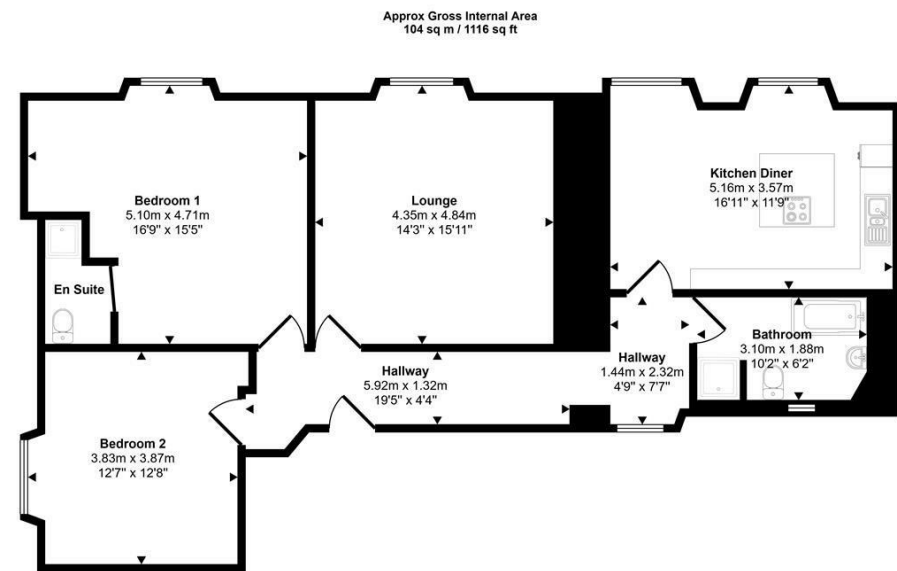 Approx Gross Internal Area
104 sq m / 1116 sq ft
Bedroom 1
5.10m x 4.71m
16'9" x 15'5"
Lounge
4.35m x 4.84m
14'3" x 15'11"
Kitchen Diner
5.16m x 3.57m
16'11" x 11'9"
En Suite
Bathroom
3.10m x 1.88m
10'2" x 6'2"
Hallway
5.92m x 1.32m
19'5" x 4'4"
Hallway
1.44m x 2.32m
4'9" x 7'7"
Bedroom 2
3.83m x 3.87m
12'7" x 12'8"